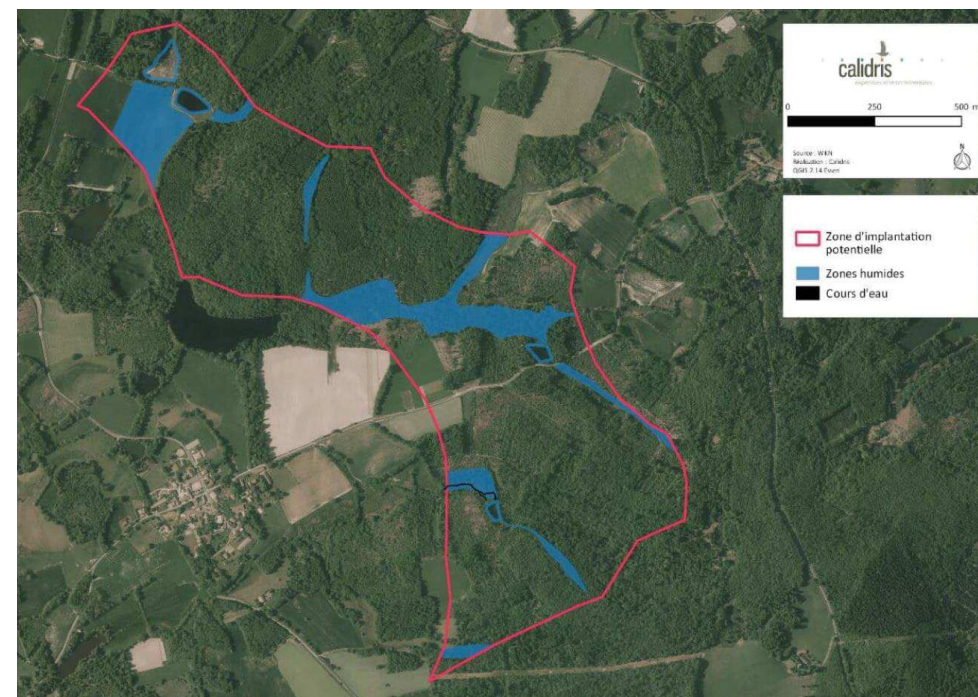 calidris
0 250 500 m
Source : WKN
Réalisation : Calidris
QGIS 2.14 Essen
N
Zone d'implantation
potentielle
Zones humides
Cours d'eau